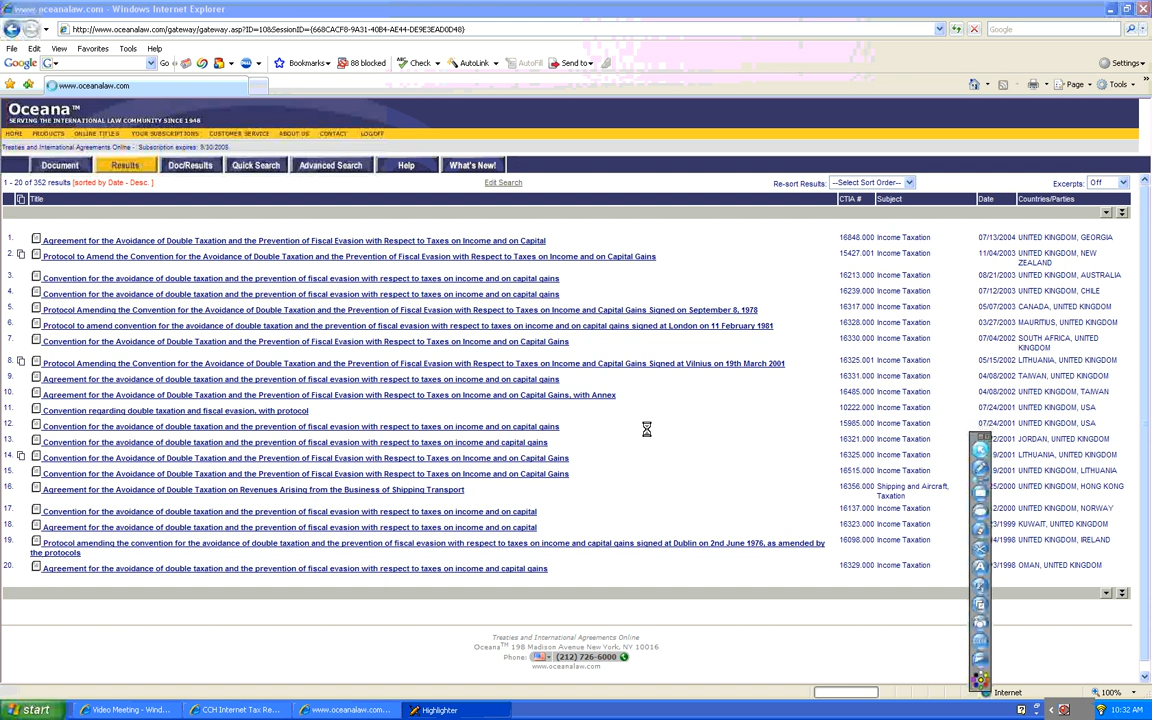 www.oceanalaw.com - Windows Internet Explorer
http://www.oceanalaw.com/gateway/gateway.asp?ID=10&SessionID={668CACF8-9A31-40B4-AE44-DE9E3EAD0D48}
Google
File Edit View Favorites Tools Help
Google G Go Bookmarks 88 blocked Check AutoLink AutoFill Send to Settings
www.oceanalaw.com Page Tools
Oceana™
SERVING THE INTERNATIONAL LAW COMMUNITY SINCE 1948
HOME PRODUCTS ONLINE TITLES YOUR SUBSCRIPTIONS CUSTOMER SERVICE ABOUT US CONTACT LOGOFF
Treaties and International Agreements Online - Subscription expires: 9/30/2008
Document Results Doc/Results Quick Search Advanced Search Help What's New!
1 - 20 of 352 results [sorted by Date - Desc. ] Edit Search Re-sort Results: --Select Sort Order-- Excerpts: Off
Title CTIA # Subject Date Countries/Parties
1. Agreement for the Avoidance of Double Taxation and the Prevention of Fiscal Evasion with Respect to Taxes on Income and on Capital 16848.000 Income Taxation 07/13/2004 UNITED KINGDOM, GEORGIA
2. Protocol to Amend the Convention for the Avoidance of Double Taxation and the Prevention of Fiscal Evasion with Respect to Taxes on Income and on Capital Gains 15427.001 Income Taxation 11/04/2003 UNITED KINGDOM, NEW
ZEALAND
3. Convention for the avoidance of double taxation and the prevention of fiscal evasion with respect to taxes on income and on capital gains 16213.000 Income Taxation 08/21/2003 UNITED KINGDOM, AUSTRALIA
4. Convention for the avoidance of double taxation and the prevention of fiscal evasion with respect to taxes on income and on capital gains 16239.000 Income Taxation 07/12/2003 UNITED KINGDOM, CHILE
5. Protocol Amending the Convention for the Avoidance of Double Taxation and the Prevention of Fiscal Evasion with Respect to Taxes on Income and Capital Gains Signed on September 8, 1978 16317.000 Income Taxation 05/07/2003 CANADA, UNITED KINGDOM
6. Protocol to amend convention for the avoidance of double taxation and the prevention of fiscal evasion with respect to taxes on income and on capital gains signed at London on 11 February 1981 16328.000 Income Taxation 03/27/2003 MAURITIUS, UNITED KINGDOM
7. Convention for the Avoidance of Double Taxation and the Prevention of Fiscal Evasion with Respect to Taxes on Income and on Capital Gains 16330.000 Income Taxation 07/04/2002 SOUTH AFRICA, UNITED
KINGDOM
8. Protocol Amending the Convention for the Avoidance of Double Taxation and the Prevention of Fiscal Evasion with Respect to Taxes on Income and Capital Gains Signed at Vilnius on 19th March 2001 16325.001 Income Taxation 05/15/2002 LITHUANIA, UNITED KINGDOM
9. Agreement for the avoidance of double taxation and the prevention of fiscal evasion with respect to taxes on income and on capital gains 16331.000 Income Taxation 04/08/2002 TAIWAN, UNITED KINGDOM
10. Agreement for the Avoidance of Double Taxation and the Prevention of Fiscal Evasion with Respect to Taxes on Income and on Capital Gains, with Annex 16485.000 Income Taxation 04/08/2002 UNITED KINGDOM, TAIWAN
11. Convention regarding double taxation and fiscal evasion, with protocol 10222.000 Income Taxation 07/24/2001 UNITED KINGDOM, USA
12. Convention for the avoidance of double taxation and the prevention of fiscal evasion with respect to taxes on income and on capital gains 15985.000 Income Taxation 07/24/2001 UNITED KINGDOM, USA
13. Convention for the avoidance of double taxation and the prevention of fiscal evasion with respect to taxes on income and capital gains 16321.000 Income Taxation 2/2001 JORDAN, UNITED KINGDOM
14. Convention for the Avoidance of Double Taxation and the Prevention of Fiscal Evasion with Respect to Taxes on Income and on Capital Gains 16325.000 Income Taxation 9/2001 LITHUANIA, UNITED KINGDOM
15. Convention for the Avoidance of Double Taxation and the Prevention of Fiscal Evasion with Respect to Taxes on Income and on Capital Gains 16515.000 Income Taxation 9/2001 UNITED KINGDOM, LITHUANIA
16. Agreement for the Avoidance of Double Taxation on Revenues Arising from the Business of Shipping Transport 16356.000 Shipping and Aircraft, 5/2000 UNITED KINGDOM, HONG KONG
Taxation
17. Convention for the avoidance of double taxation and the prevention of fiscal evasion with respect to taxes on income and on capital 16137.000 Income Taxation 2/2000 UNITED KINGDOM, NORWAY
18. Agreement for the avoidance of double taxation and the prevention of fiscal evasion with respect to taxes on income and on capital 16323.000 Income Taxation 3/1999 KUWAIT, UNITED KINGDOM
19. Protocol amending the convention for the avoidance of double taxation and the prevention of fiscal evasion with respect to taxes on income and capital gains signed at Dublin on 2nd June 1976, as amended by 16098.000 Income Taxation 4/1998 UNITED KINGDOM, IRELAND
the protocols
20. Agreement for the avoidance of double taxation and the prevention of fiscal evasion with respect to taxes on income and capital gains 16329.000 Income Taxation 3/1998 OMAN, UNITED KINGDOM
Treaties and International Agreements Online
Oceana™ 198 Madison Avenue New York, NY 10016
Phone: (212) 726-6000
www.oceanalaw.com
Internet 100%
start Video Meeting - Wind... CCH Internet Tax Re... www.oceanalaw.com... Highlighter 10:32 AM